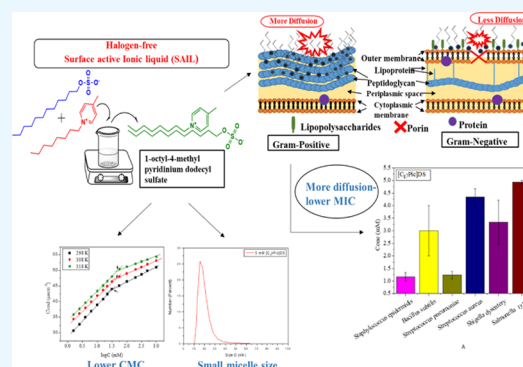 Halogen-free
Surface active Ionic liquid (SAIL)
1-octyl-4-methyl
pyridinium dodecyl
sulfate
More Diffusion
Less Diffusion
Outer membrane
Lipoprotein
Peptidoglycan
Periplasmic space
Cytoplasmic
membrane
Lipopolysaccharides
Porin
Protein
Gram-Positive
Gram-Negative
More diffusion-
lower MIC
Conc (mM)
Staphylococcus epidermidis
Bacillus subtilis
Streptococcus pneumoniae
Streptococcus aureus
Shigella dysentry
A
298 K
308 K
318 K
logC (mM)
Lower CMC
Number (Percent)
Small micelle size